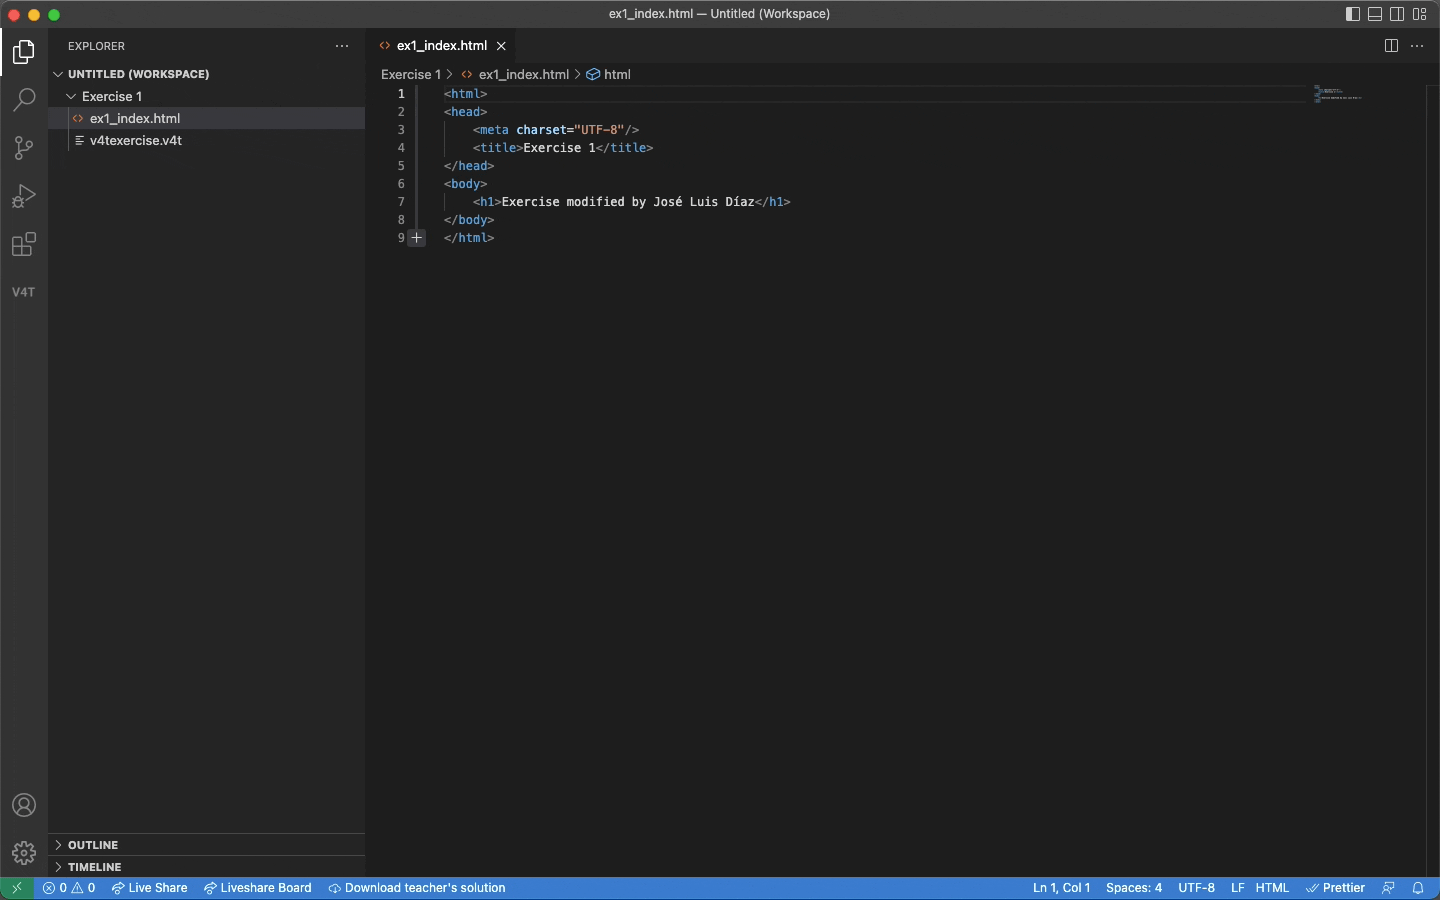 ex1_index.html — Untitled (Workspace)
EXPLORER
UNTITLED (WORKSPACE)
Exercise 1
ex1_index.html
v4texercise.v4t
V4T
OUTLINE
TIMELINE
ex1_index.html
Exercise 1 > ex1_index.html > html
1 <html>
2 <head>
3 <meta charset="UTF-8"/>
4 <title>Exercise 1</title>
5 </head>
6 <body>
7 <h1>Exercise modified by José Luis Díaz</h1>
8 </body>
9 </html>
0 0 Live Share Liveshare Board Download teacher's solution Ln 1, Col 1 Spaces: 4 UTF-8 LF HTML Prettier